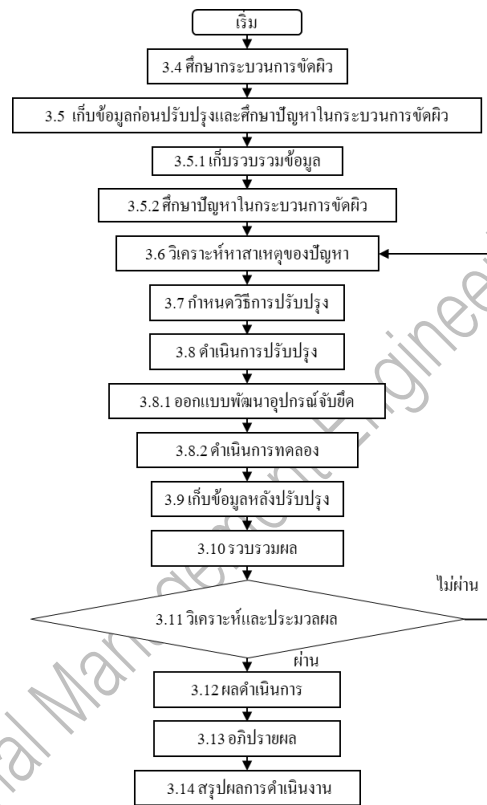 เริ่ม
3.4 ศึกษากระบวนการขัดผิว
3.5 เก็บข้อมูลก่อนปรับปรุงและศึกษาปัญหาในกระบวนการขัดผิว
3.5.1 เก็บรวบรวมข้อมูล
3.5.2 ศึกษาปัญหาในกระบวนการขัดผิว
3.6 วิเคราะห์หาสาเหตุของปัญหา
3.7 กำหนดวิธีการปรับปรุง
3.8 ดำเนินการปรับปรุง
3.8.1 ออกแบบพัฒนาอุปกรณ์จับยึด
3.8.2 ดำเนินการทดลอง
3.9 เก็บข้อมูลหลังปรับปรุง
3.10 รวบรวมผล
ไม่ผ่าน
3.11 วิเคราะห์และประมวลผล
ผ่าน
3.12 ผลดำเนินการ
3.13 อภิปรายผล
3.14 สรุปผลการดำเนินงาน
Management Engineeri